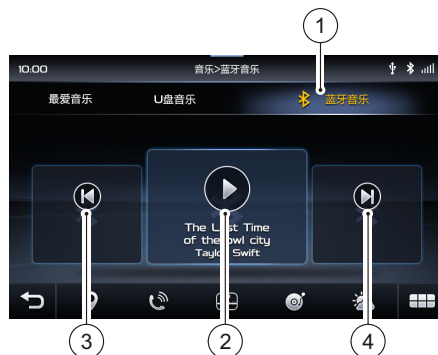 1
10:00
音乐>蓝牙音乐
最爱音乐
U盘音乐
蓝牙音乐
The Last Time
of the owl city
Taylor Swift
3
2
4